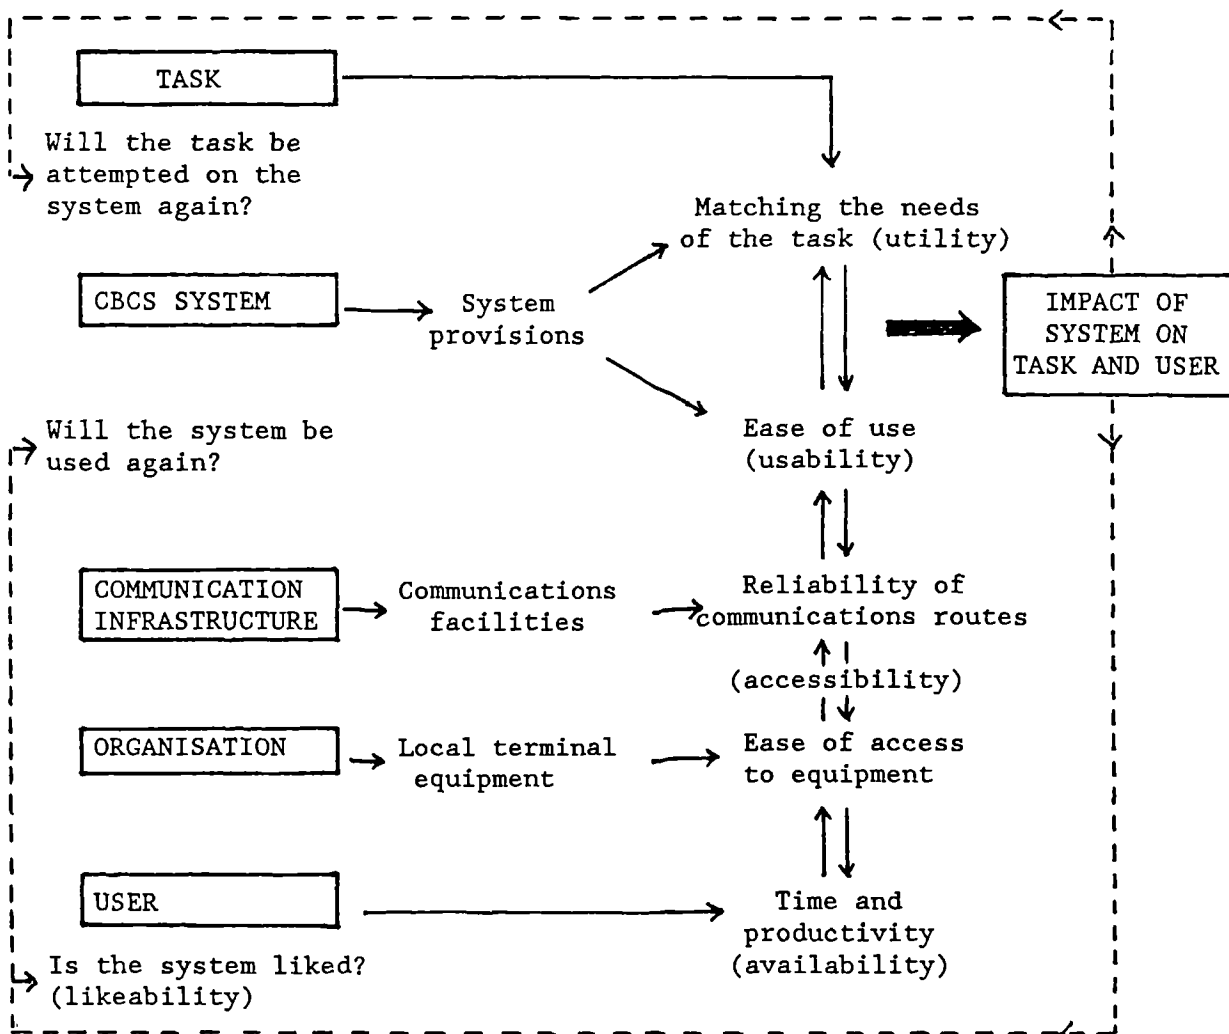 TASK
Will the task be
attempted on the
system again?
Matching the needs
of the task (utility)
CBCS SYSTEM
System
provisions
IMPACT OF
SYSTEM ON
TASK AND USER
Will the system be
used again?
Ease of use
(usability)
COMMUNICATION
INFRASTRUCTURE
Communications
facilities
Reliability of
communications routes
(accessibility)
ORGANISATION
Local terminal
equipment
Ease of access
to equipment
USER
Time and
productivity
(availability)
Is the system liked?
(likeability)